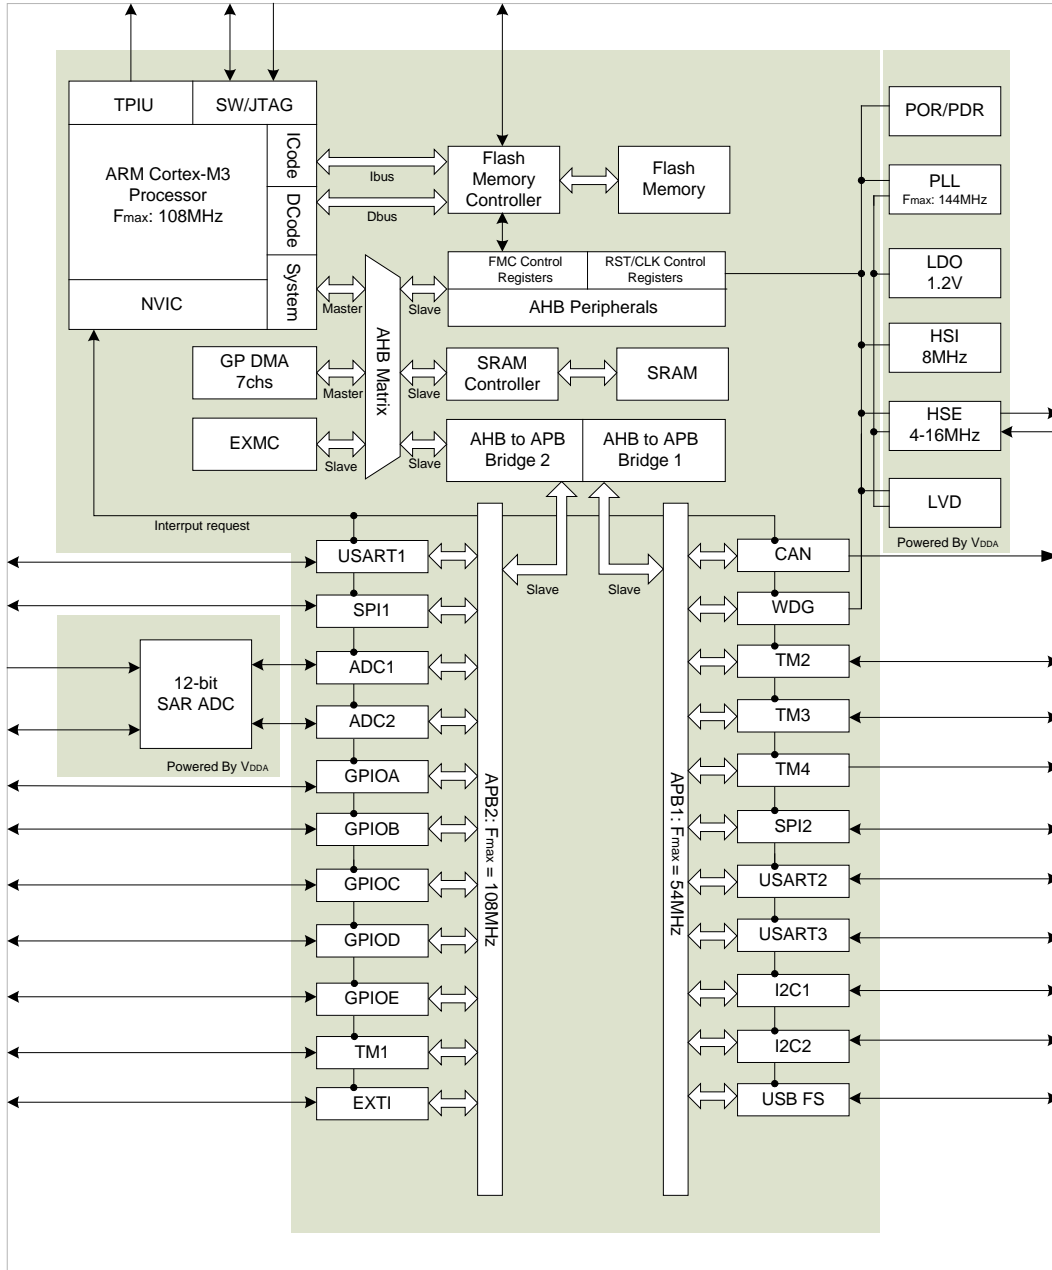 TPIU
SW/JTAG
POR/PDR
ICode
ARM Cortex-M3
Processor
Fmax: 108MHz
Ibus
Flash
Memory
Controller
Flash
Memory
PLL
Fmax: 144MHz
DCode
Dbus
System
NVIC
Master
AHB Matrix
Slave
FMC Control
Registers
RST/CLK Control
Registers
AHB Peripherals
LDO
1.2V
HSI
8MHz
GP DMA
7chs
Master
Slave
SRAM
Controller
SRAM
EXMC
Slave
Slave
AHB to APB
Bridge 2
AHB to APB
Bridge 1
HSE
4-16MHz
LVD
Powered By VDDA
Interrput request
Slave
Slave
USART1
SPI1
ADC1
ADC2
GPIOA
GPIOB
GPIOC
GPIOD
GPIOE
TM1
EXTI
12-bit
SAR ADC
Powered By VDDA
APB2: Fmax = 108MHz
APB1: Fmax = 54MHz
CAN
WDG
TM2
TM3
TM4
SPI2
USART2
USART3
I2C1
I2C2
USB FS